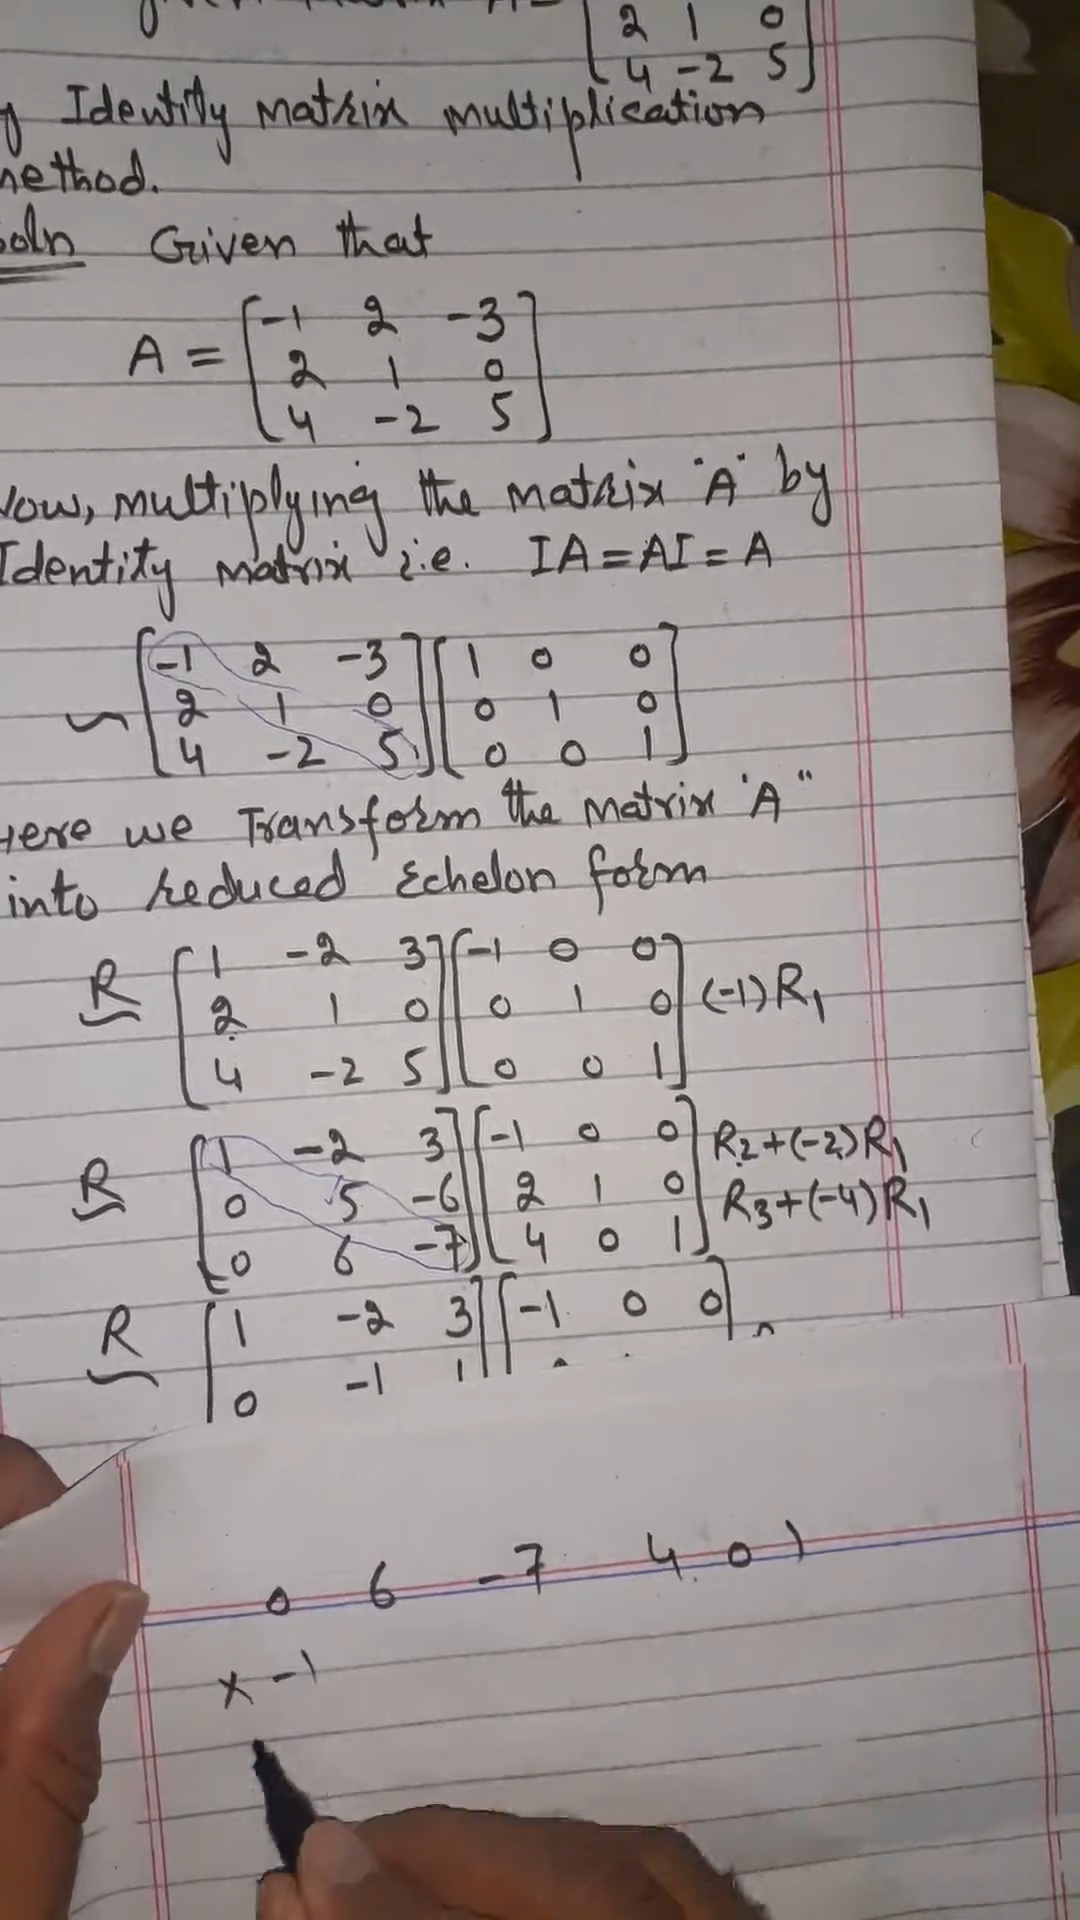 2 1 0
4 -2 5
Identity matrix multiplication
method.
Soln Given that
-1 2 -3
A = 2 1 0
4 -2 5
Now, multiplying the matrix "A" by
Identity matrix i.e. IA = AI = A
-1 2 -3 1 0 0
~ 2 1 0 0 1 0
4 -2 5 0 0 1
Here we Transform the matrix "A"
into reduced Echelon form
R 1 -2 3 -1 0 0
2 1 0 0 1 0 (-1)R1
4 -2 5 0 0 1
1 -2 3 -1 0 0 R2+(-2)R1
R 0 5 -6 2 1 0 R3+(-4)R1
0 6 -7 4 0 1
R 1 -2 3 -1 0 0
0 -1 1
0 6 -7 4 0 1
x -1